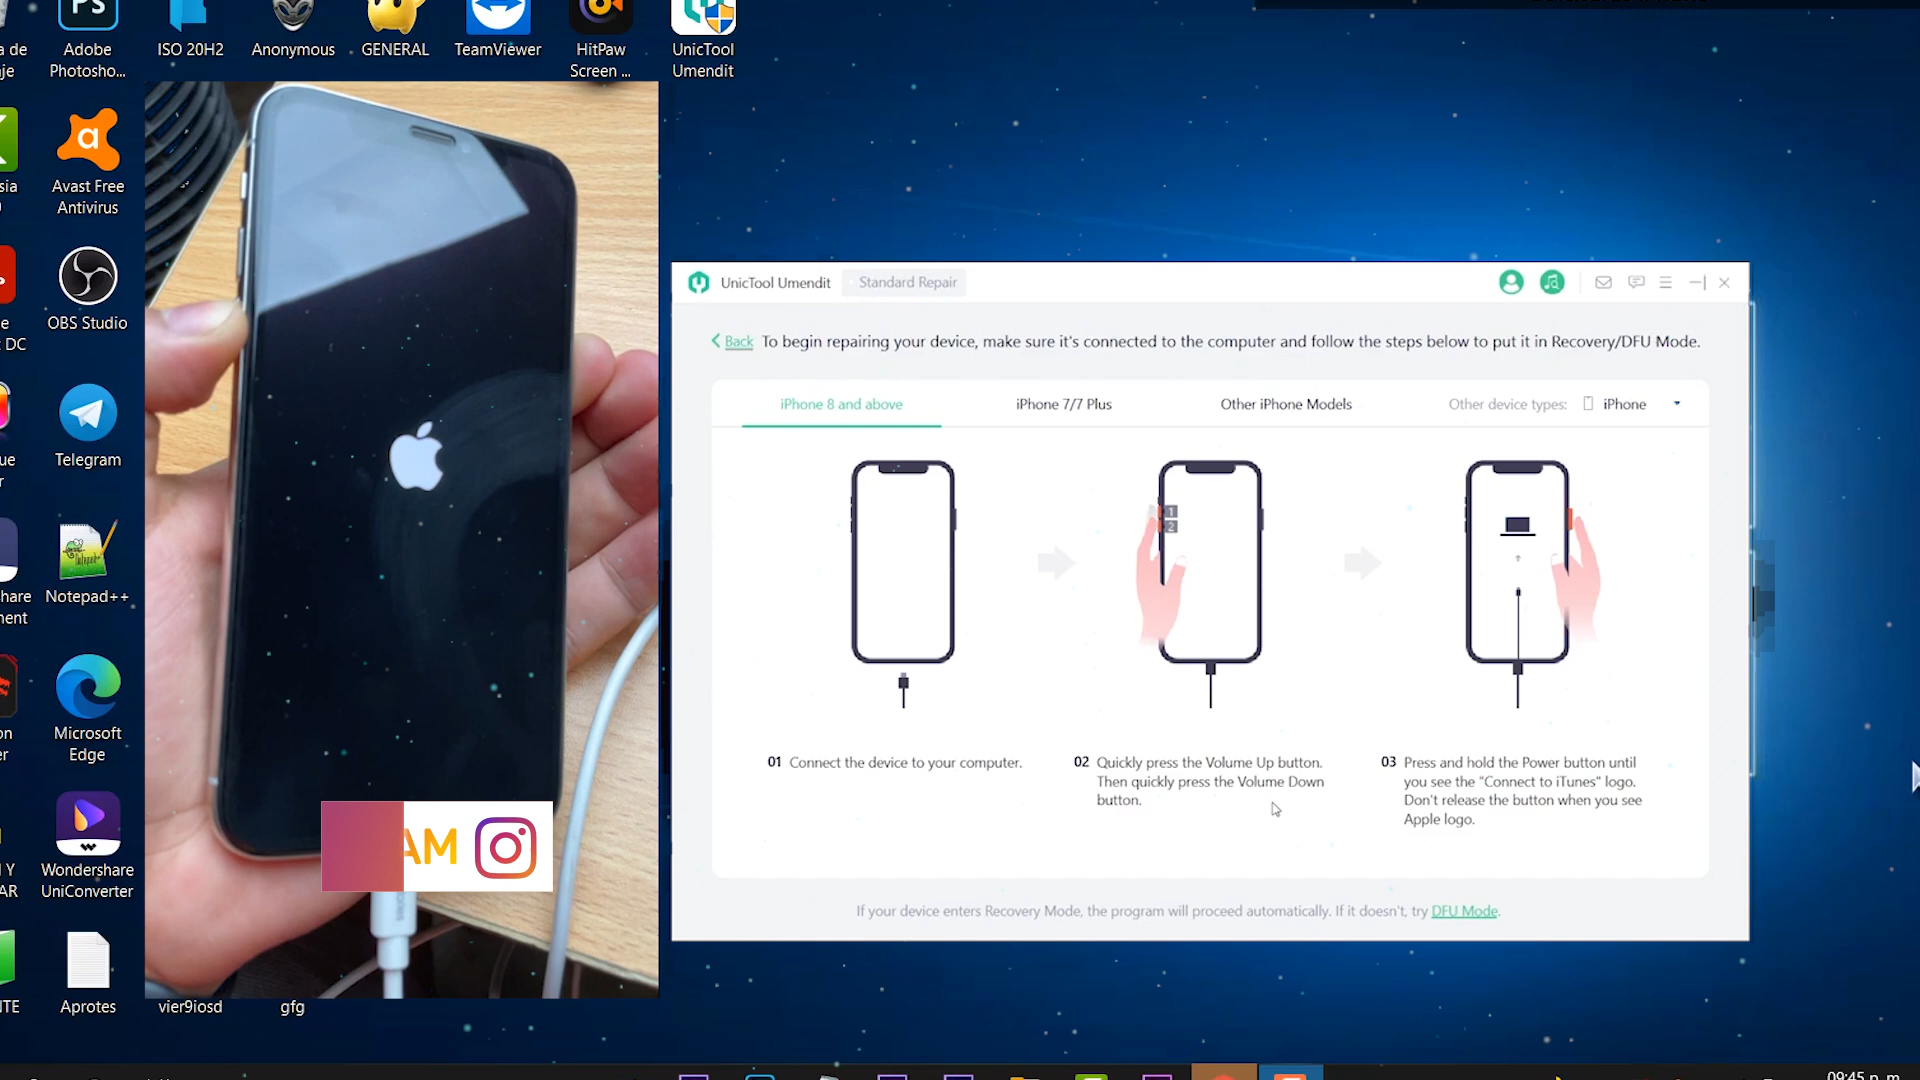 Adobe
Photosho...
ISO 20H2
Anonymous
GENERAL
TeamViewer
HitPaw
Screen ...
UnicTool
Umendit
Avast Free
Antivirus
OBS Studio
DC
Telegram
Notepad++
Microsoft
Edge
Wondershare
UniConverter
Aprotes
vier9iosd
gfg
AM
UnicTool Umendit
Standard Repair
Back To begin repairing your device, make sure it's connected to the computer and follow the steps below to put it in Recovery/DFU Mode.
iPhone 8 and above
iPhone 7/7 Plus
Other iPhone Models
Other device types: iPhone
1
2
01 Connect the device to your computer.
02 Quickly press the Volume Up button.
Then quickly press the Volume Down
button.
03 Press and hold the Power button until
you see the "Connect to iTunes" logo.
Don't release the button when you see
Apple logo.
If your device enters Recovery Mode, the program will proceed automatically. If it doesn't, try DFU Mode.
09:45 p. m.